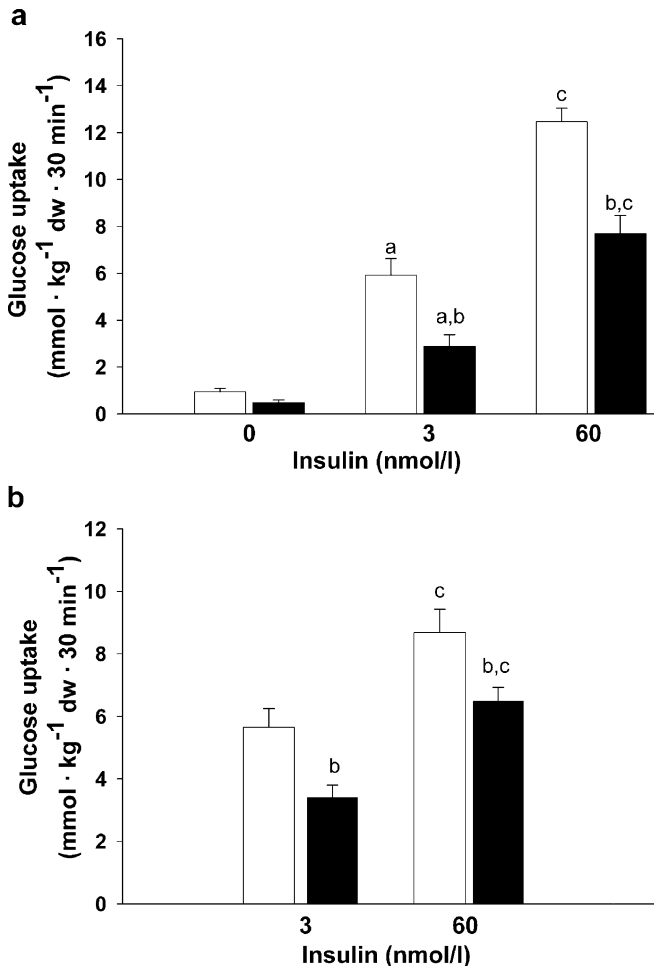 a
Glucose uptake
(mmol · kg⁻¹ dw · 30 min⁻¹)
16
14
12
10
8
6
4
2
0
a
a,b
c
b,c
0 3 60
Insulin (nmol/l)
b
Glucose uptake
(mmol · kg⁻¹ dw · 30 min⁻¹)
12
10
8
6
4
2
0
b
c
b,c
3 60
Insulin (nmol/l)